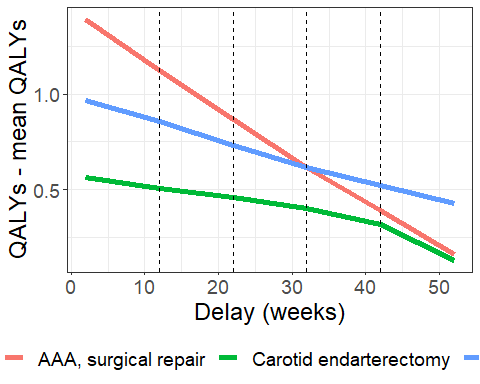 QALYs - mean QALYs
1.0
0.5
0 10 20 30 40 50
Delay (weeks)
AAA, surgical repair Carotid endarterectomy